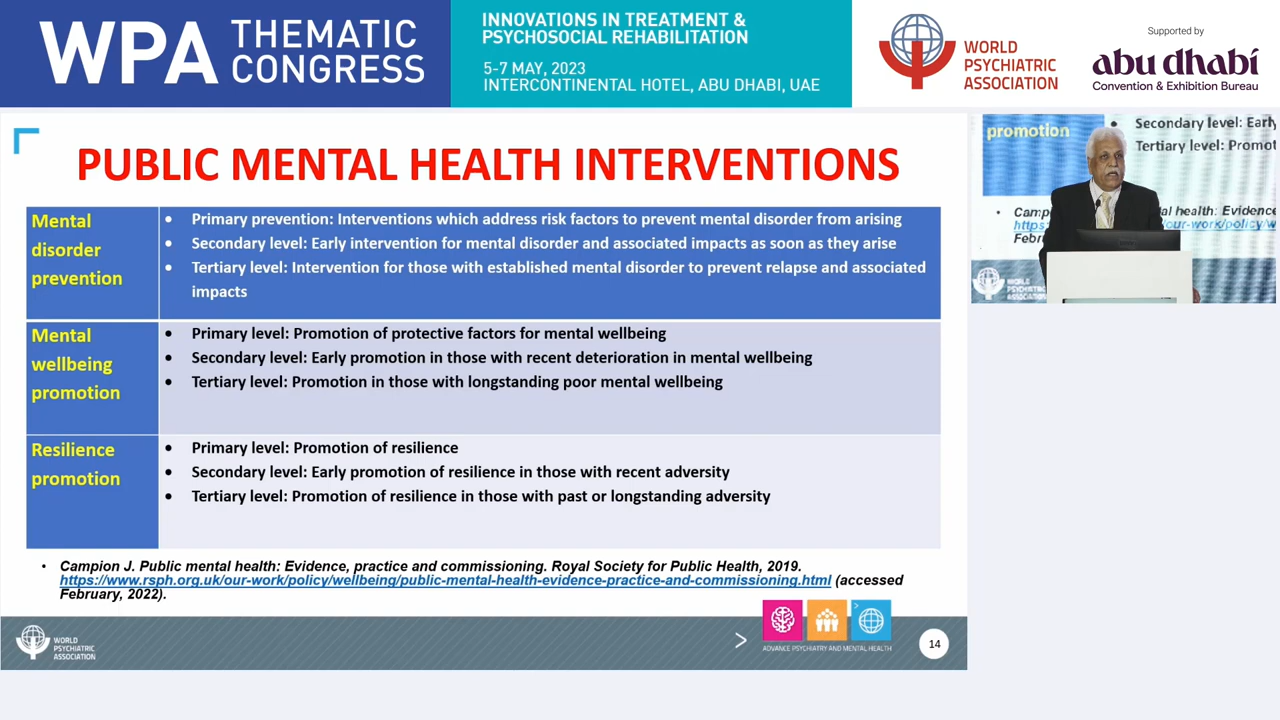 WPA THEMATIC CONGRESS
INNOVATIONS IN TREATMENT &
PSYCHOSOCIAL REHABILITATION
5-7 MAY, 2023
INTERCONTINENTAL HOTEL, ABU DHABI, UAE
WORLD
PSYCHIATRIC
ASSOCIATION
Supported by
abu dhabi
Convention & Exhibition Bureau
PUBLIC MENTAL HEALTH INTERVENTIONS
Mental
disorder
prevention
• Primary prevention: Interventions which address risk factors to prevent mental disorder from arising
• Secondary level: Early intervention for mental disorder and associated impacts as soon as they arise
• Tertiary level: Intervention for those with established mental disorder to prevent relapse and associated
impacts
Mental
wellbeing
promotion
• Primary level: Promotion of protective factors for mental wellbeing
• Secondary level: Early promotion in those with recent deterioration in mental wellbeing
• Tertiary level: Promotion in those with longstanding poor mental wellbeing
Resilience
promotion
• Primary level: Promotion of resilience
• Secondary level: Early promotion of resilience in those with recent adversity
• Tertiary level: Promotion of resilience in those with past or longstanding adversity
• Campion J. Public mental health: Evidence, practice and commissioning. Royal Society for Public Health, 2019.
https://www.rsph.org.uk/our-work/policy/wellbeing/public-mental-health-evidence-practice-and-commissioning.html (accessed
February, 2022).
WORLD
PSYCHIATRIC
ASSOCIATION
ADVANCE PSYCHIATRY AND MENTAL HEALTH
14
promotion
• Secondary level: Early
Tertiary level: Promot
• Camp
ial health: Evidence
https:
/our-work/policy/w
Febru
WORLD
PSYCHIATRIC
ASSOCIATION